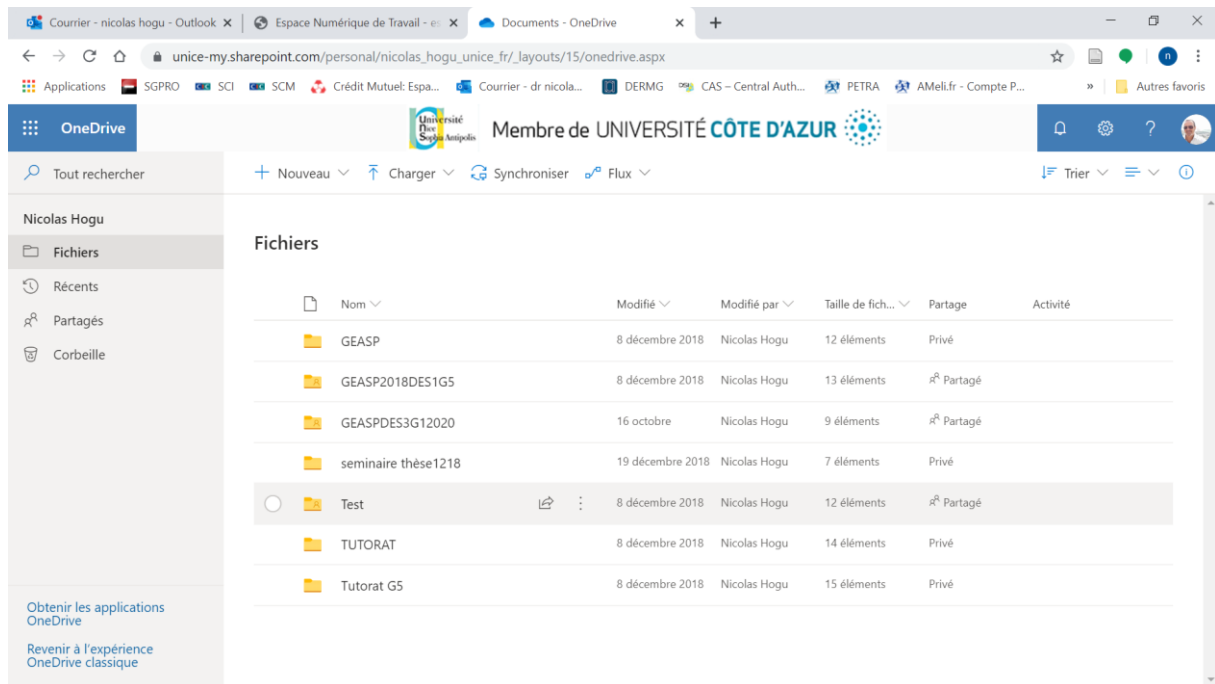 Courrier - nicolas hogu - Outlook
Espace Numérique de Travail - es
Documents - OneDrive
unice-my.sharepoint.com/personal/nicolas_hogu_unice_fr/_layouts/15/onedrive.aspx
n
Applications SGPRO SCI SCM Crédit Mutuel: Espa... Courrier - dr nicola... DERMG CAS – Central Auth... PETRA AMeli.fr - Compte P... » Autres favoris
OneDrive
Université
Nice
Sophia Antipolis
Membre de UNIVERSITÉ CÔTE D'AZUR
?
Tout rechercher
Nouveau Charger Synchroniser Flux Trier
Nicolas Hogu
Fichiers
Récents
Partagés
Corbeille
Obtenir les applications
OneDrive
Revenir à l'expérience
OneDrive classique
Fichiers
Nom Modifié Modifié par Taille de fich... Partage Activité
GEASP 8 décembre 2018 Nicolas Hogu 12 éléments Privé
GEASP2018DES1G5 8 décembre 2018 Nicolas Hogu 13 éléments Partagé
GEASPDES3G12020 16 octobre Nicolas Hogu 9 éléments Partagé
seminaire thèse1218 19 décembre 2018 Nicolas Hogu 7 éléments Privé
Test 8 décembre 2018 Nicolas Hogu 12 éléments Partagé
TUTORAT 8 décembre 2018 Nicolas Hogu 14 éléments Privé
Tutorat G5 8 décembre 2018 Nicolas Hogu 15 éléments Privé